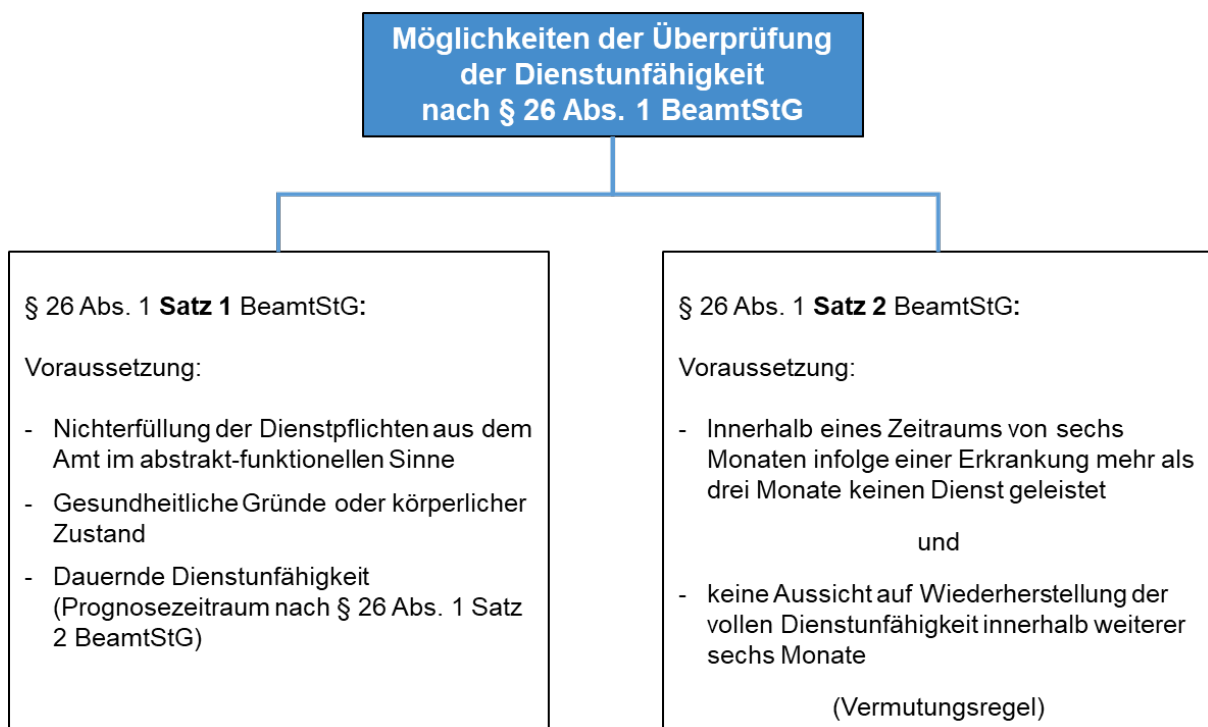 Möglichkeiten der Überprüfung
der Dienstunfähigkeit
nach § 26 Abs. 1 BeamtStG
§ 26 Abs. 1 Satz 1 BeamtStG:
Voraussetzung:
- Nichterfüllung der Dienstpflichten aus dem
Amt im abstrakt-funktionellen Sinne
- Gesundheitliche Gründe oder körperlicher
Zustand
- Dauernde Dienstunfähigkeit
(Prognosezeitraum nach § 26 Abs. 1 Satz
2 BeamtStG)
§ 26 Abs. 1 Satz 2 BeamtStG:
Voraussetzung:
- Innerhalb eines Zeitraums von sechs
Monaten infolge einer Erkrankung mehr als
drei Monate keinen Dienst geleistet
und
- keine Aussicht auf Wiederherstellung der
vollen Dienstunfähigkeit innerhalb weiterer
sechs Monate
(Vermutungsregel)